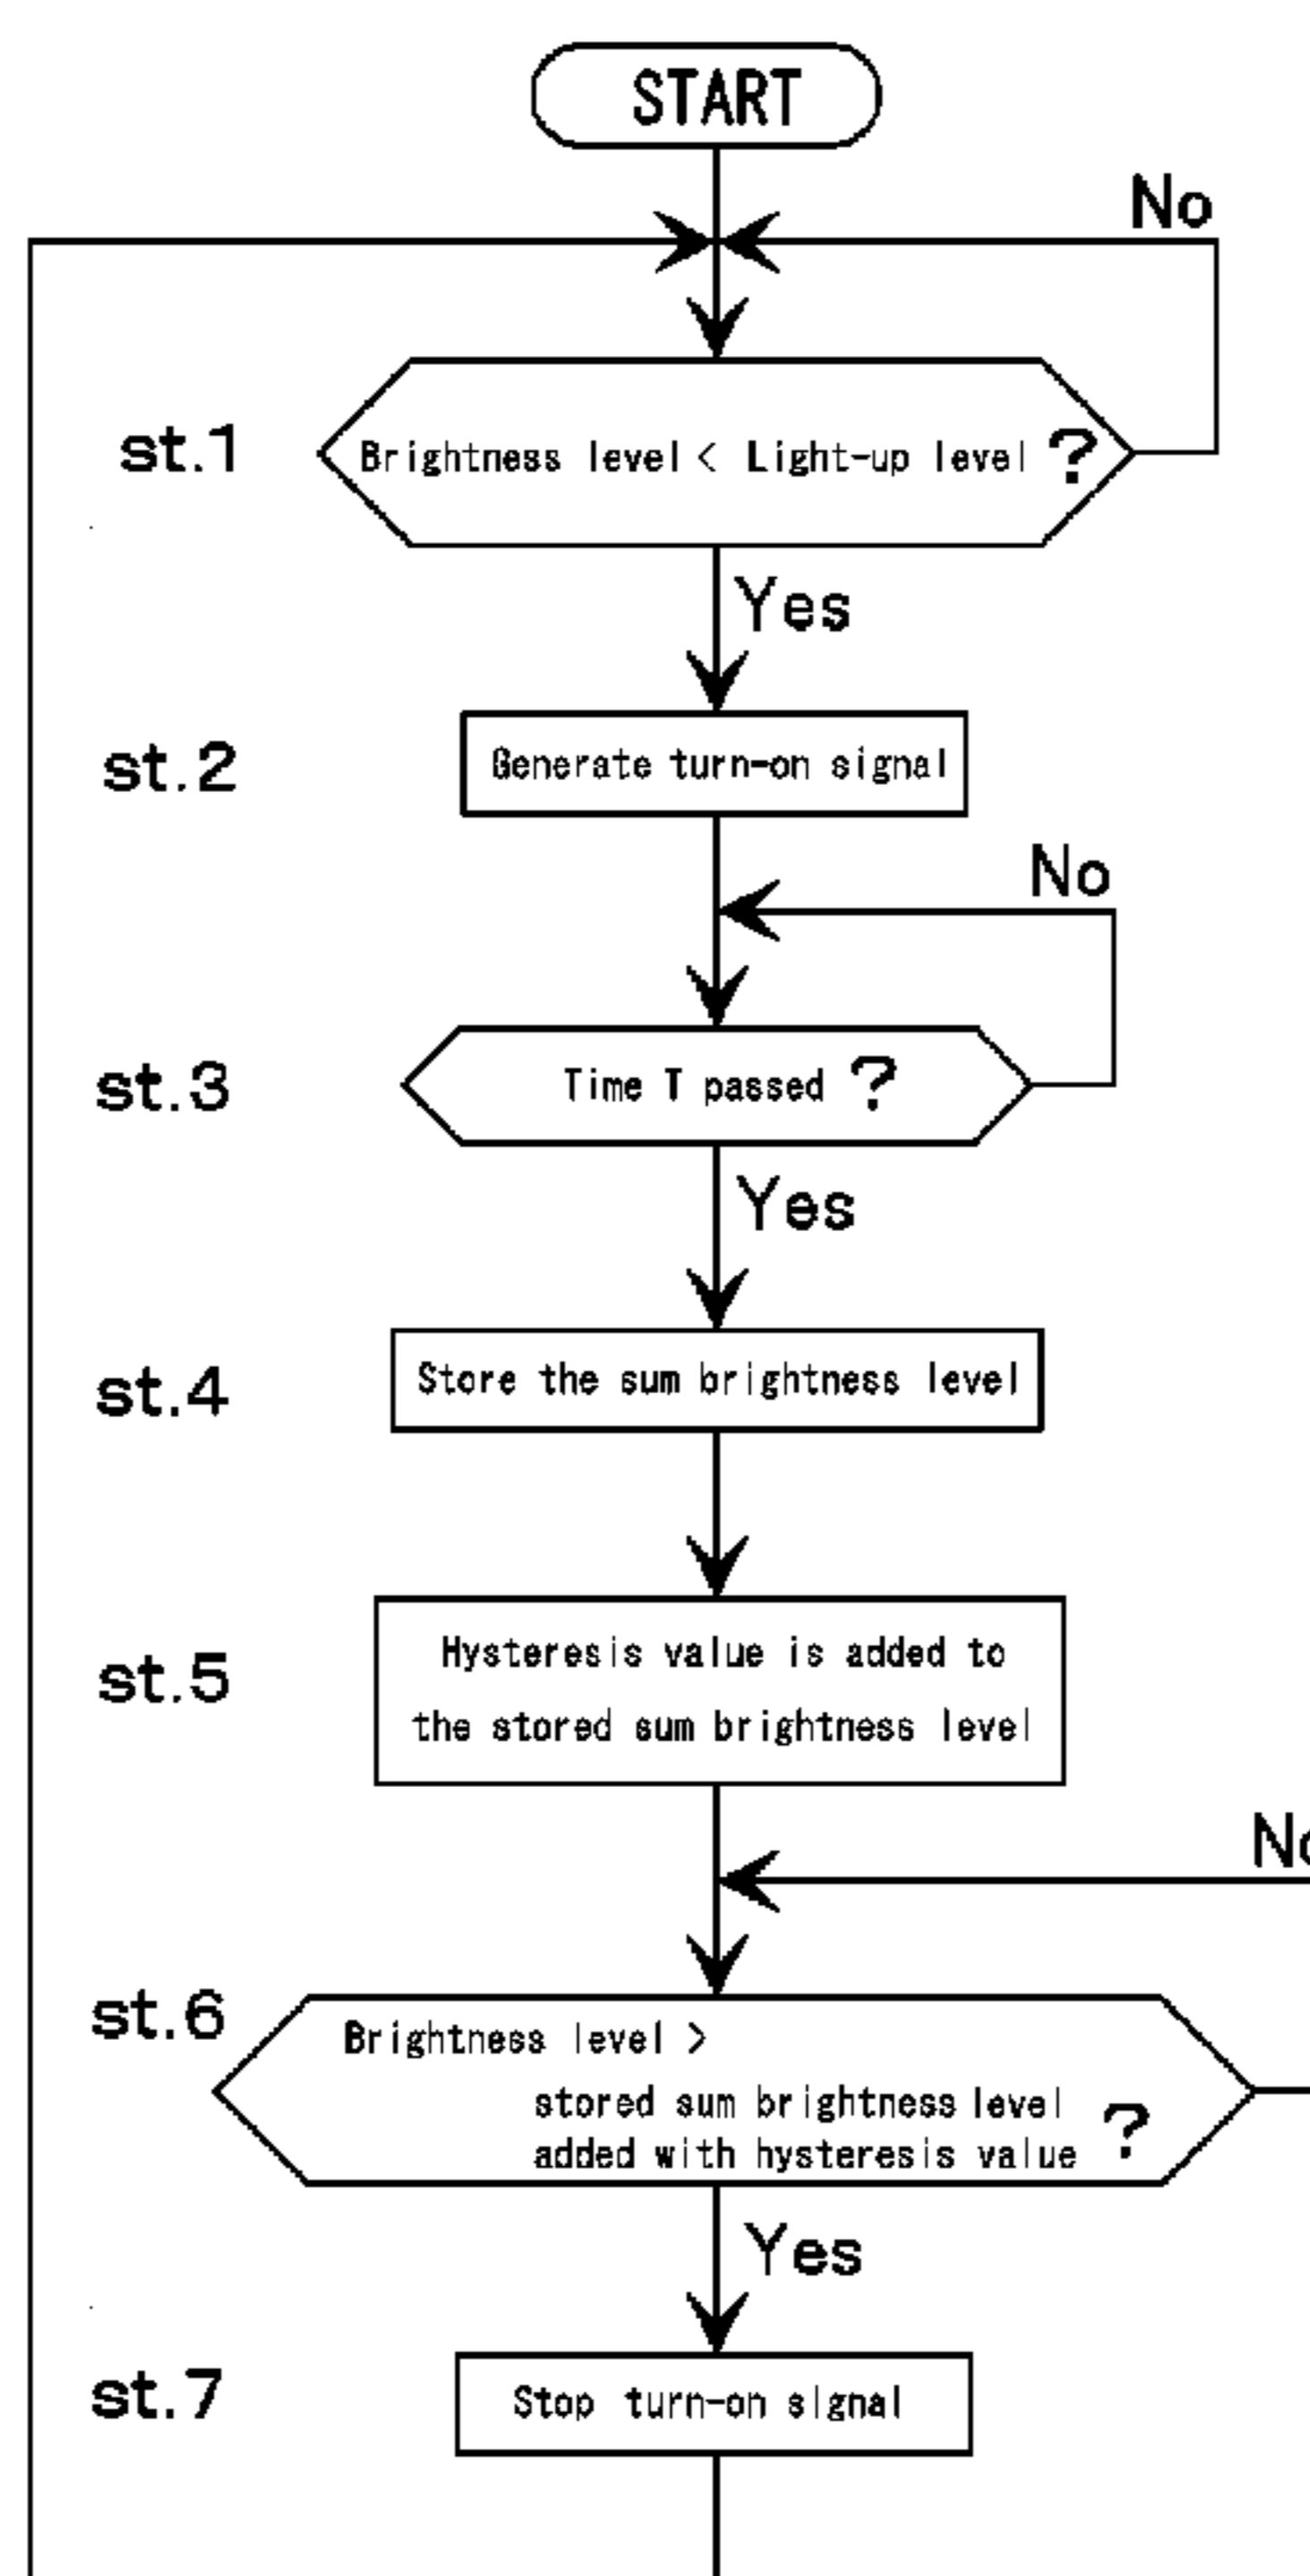 START
No
st.1
Brightness level < Light-up level ?
Yes
st.2
Generate turn-on signal
No
st.3
Time T passed ?
Yes
st.4
Store the sum brightness level
st.5
Hysteresis value is added to
the stored sum brightness level
No
st.6
Brightness level >
stored sum brightness level
added with hysteresis value ?
Yes
st.7
Stop turn-on signal